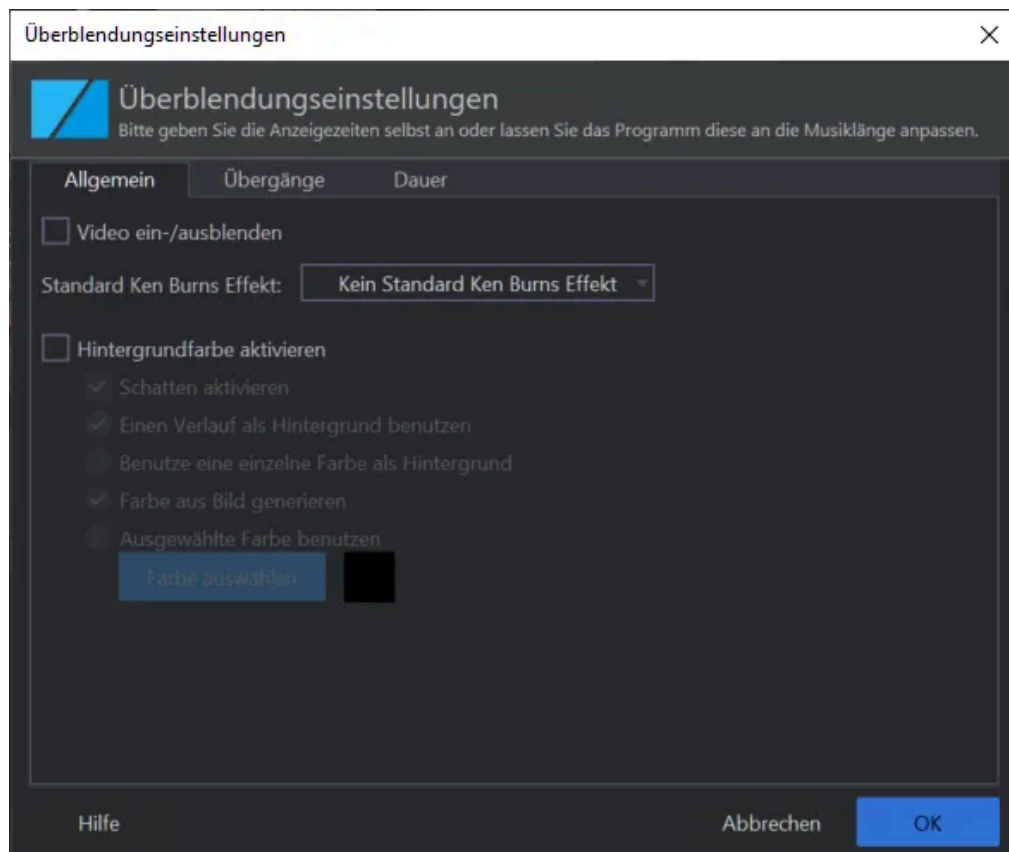 Überblendungseinstellungen
Überblendungseinstellungen
Bitte geben Sie die Anzeigezeiten selbst an oder lassen Sie das Programm diese an die Musiklänge anpassen.
Allgemein Übergänge Dauer
Video ein-/ausblenden
Standard Ken Burns Effekt: Kein Standard Ken Burns Effekt
Hintergrundfarbe aktivieren
Schatten aktivieren
Einen Verlauf als Hintergrund benutzen
Benutze eine einzelne Farbe als Hintergrund
Farbe aus Bild generieren
Ausgewählte Farbe benutzen
Farbe auswählen
Hilfe Abbrechen OK